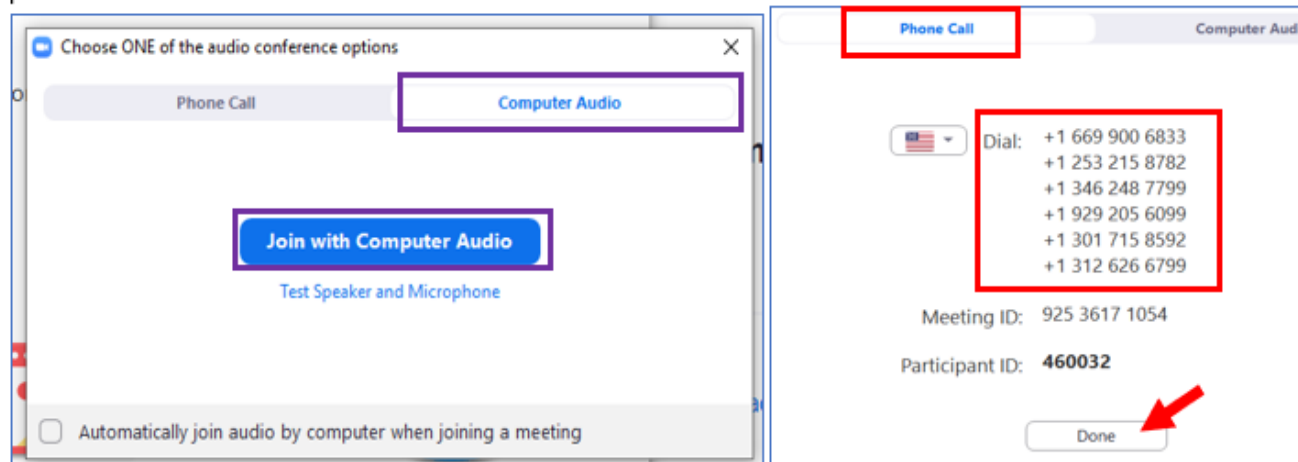 Choose ONE of the audio conference options
Phone Call
Computer Audio
Join with Computer Audio
Test Speaker and Microphone
Automatically join audio by computer when joining a meeting
Phone Call
Computer Aud
Dial:
+1 669 900 6833
+1 253 215 8782
+1 346 248 7799
+1 929 205 6099
+1 301 715 8592
+1 312 626 6799
Meeting ID: 925 3617 1054
Participant ID: 460032
Done